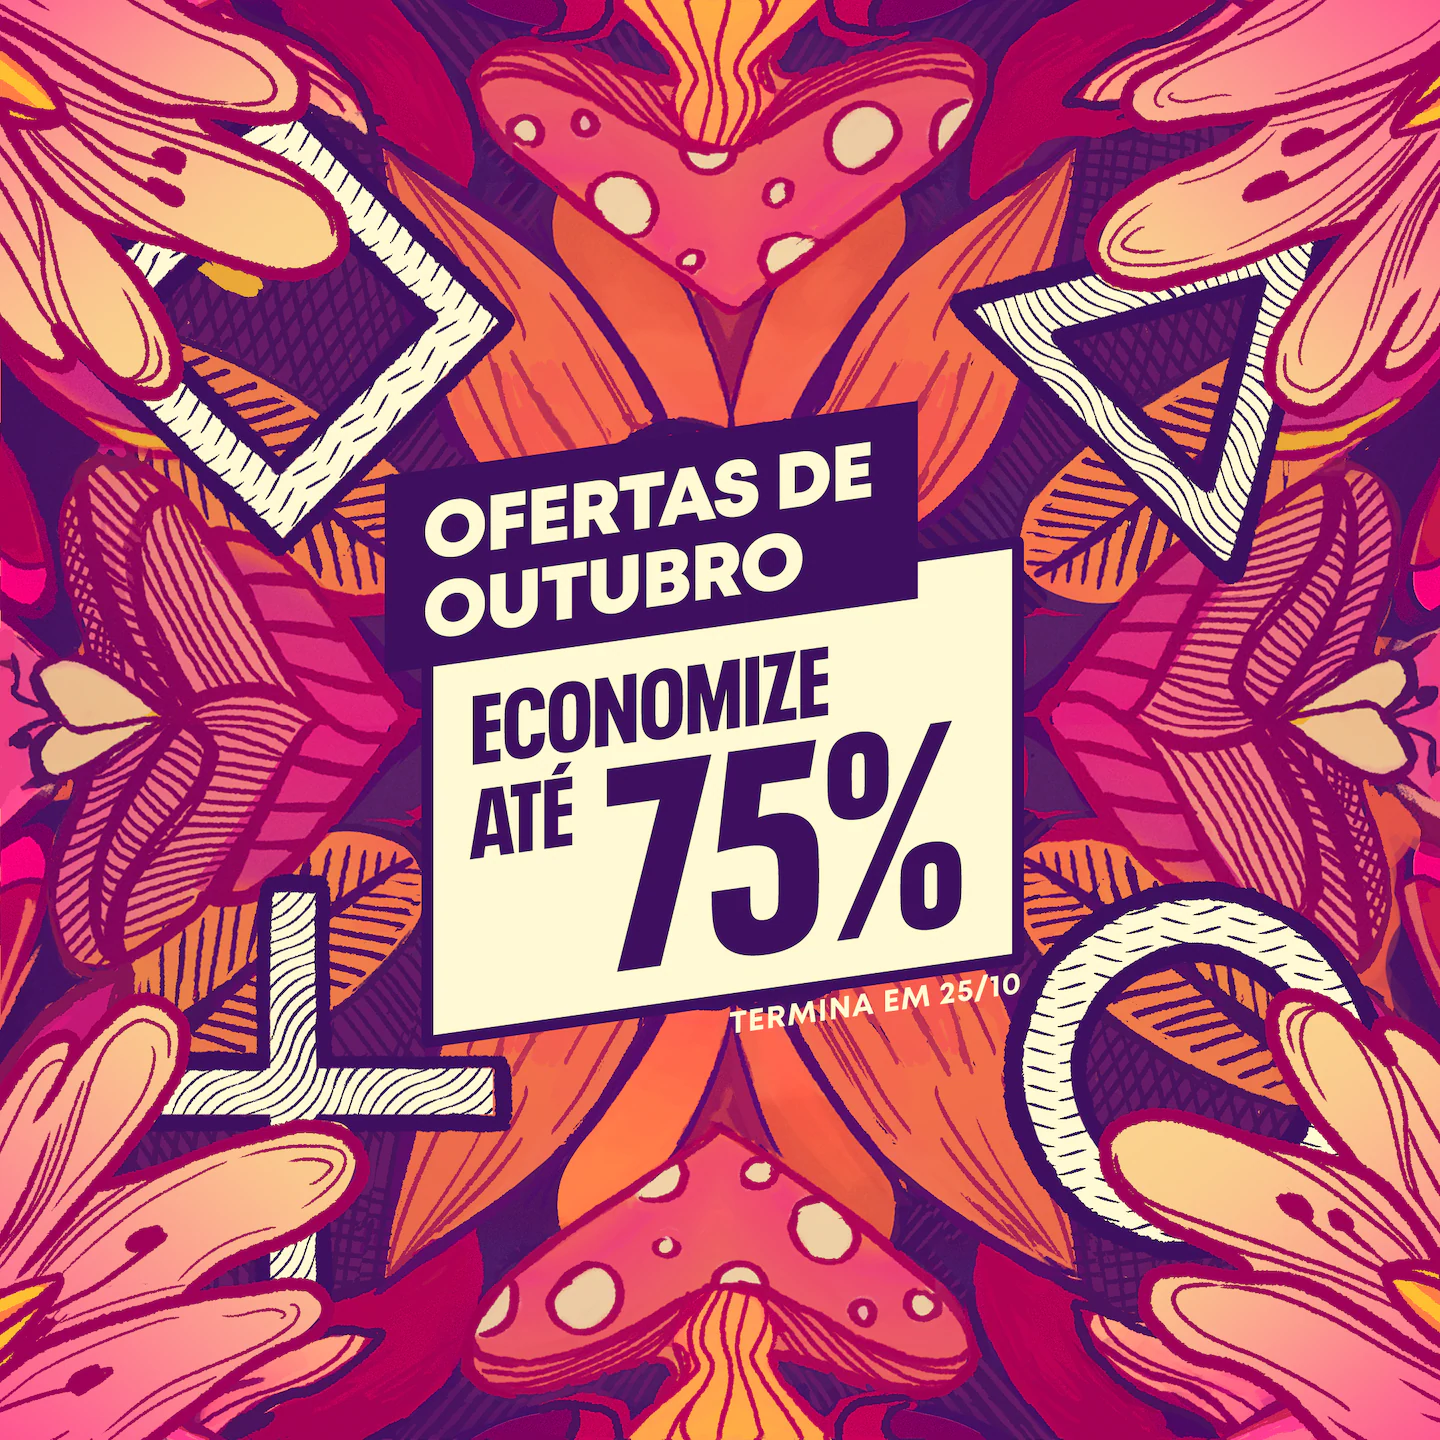 OFERTAS DE
OUTUBRO
ECONOMIZE
ATÉ 75%
TERMINA EM 25/10